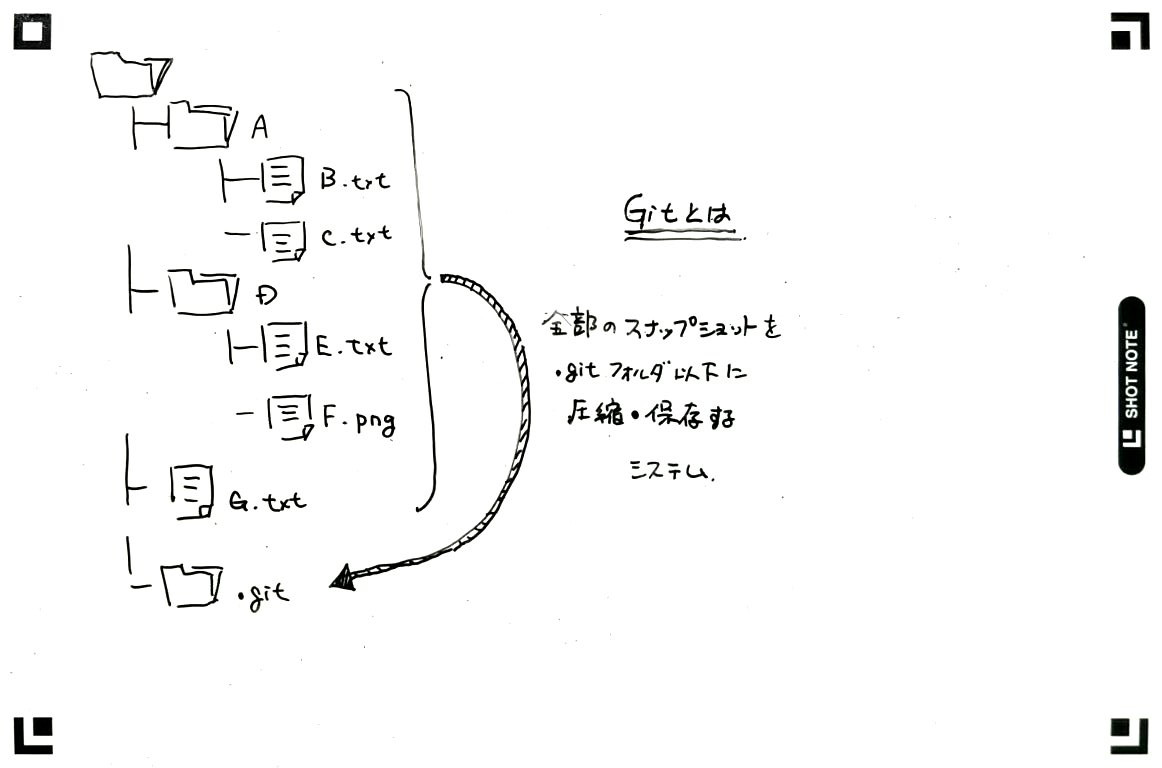 A
B.txt
C.txt
D
E.txt
F.png
G.txt
.git
Gitとは
全部のスナップショットを
.gitフォルダ以下に
圧縮・保存する
システム.
SHOT NOTE